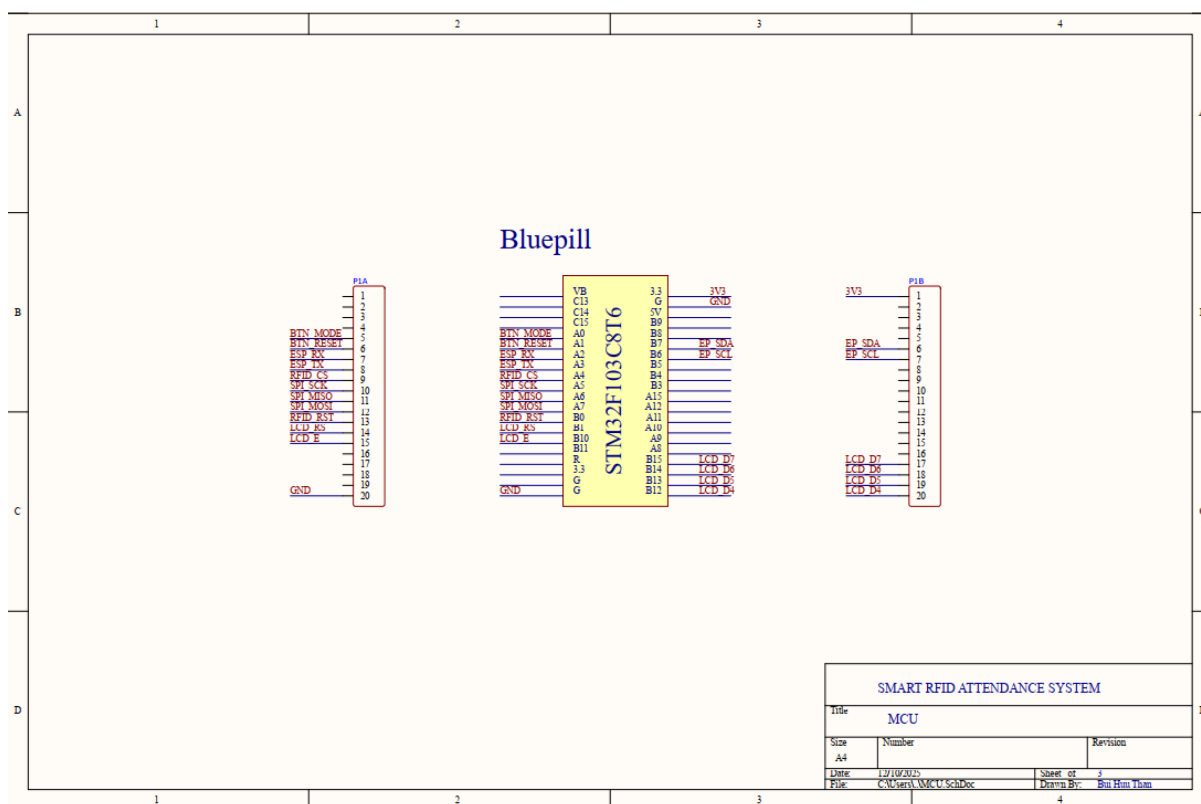 1 2 3 4
A A
Bluepill
P1A
P1B
B
1
2
3
4
BTN_MODE 5
BTN_RESET 6
ESP_RX 7
ESP_TX 8
RFID_CS 9
SPI_SCK 10
SPI_MISO 11
SPI_MOSI 12
RFID_RST 13
LCD_RS 14
LCD_E 15
16
17
18
19
GND 20
STM32F103C8T6
VB 3.3 3V3
C13 G GND
C14 5V
C15 B9
BTN_MODE A0 B8
BTN_RESET A1 B7 EP_SDA
ESP_RX A2 B6 EP_SCL
ESP_TX A3 B5
RFID_CS A4 B4
SPI_SCK A5 B3
SPI_MISO A6 A15
SPI_MOSI A7 A12
RFID_RST B0 A11
LCD_RS B1 A10
LCD_E B10 A9
B11 A8
R B15 LCD_D7
3.3 B14 LCD_D6
G B13 LCD_D5
GND G B12 LCD_D4
3V3 1
2
3
4
5
EP_SDA 6
EP_SCL 7
8
9
10
11
12
13
14
15
16
LCD_D7 17
LCD_D6 18
LCD_D5 19
LCD_D4 20
C
D
SMART RFID ATTENDANCE SYSTEM
Title
MCU
Size Number Revision
A4
Date: 12/10/2025 Sheet of 3
File: C:\Users\..\MCU.SchDoc Drawn By: Bui Huu Than
1 2 3 4